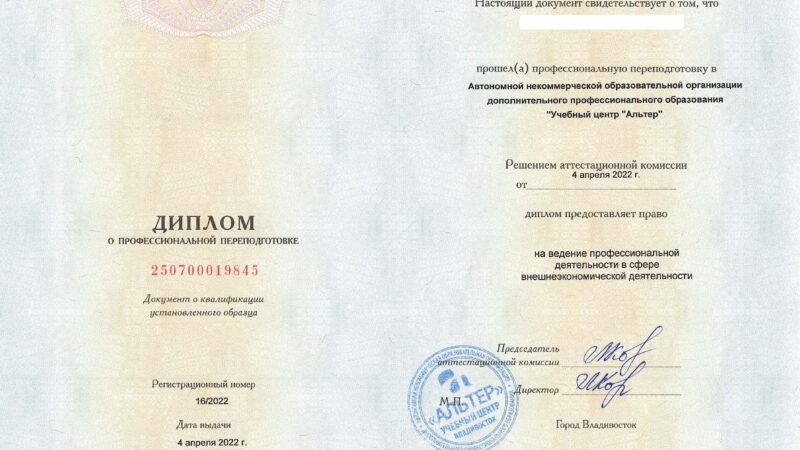 ДИПЛОМ
О ПРОФЕССИОНАЛЬНОЙ ПЕРЕПОДГОТОВКЕ
250700019845
Документ о квалификации
установленного образца
Регистрационный номер
16/2022
Дата выдачи
4 апреля 2022 г.
Настоящий документ свидетельствует о том, что
прошел(а) профессиональную переподготовку в
Автономной некоммерческой образовательной организации
дополнительного профессионального образования
"Учебный центр "Альтер"
Решением аттестационной комиссии
4 апреля 2022 г.
от
диплом предоставляет право
на ведение профессиональной
деятельности в сфере
внешнеэкономической деятельности
Председатель
аттестационной комиссии
Директор
М.П.
Город Владивосток
«АЛЬТЕР»
УЧЕБНЫЙ ЦЕНТР
ВЛАДИВОСТОК